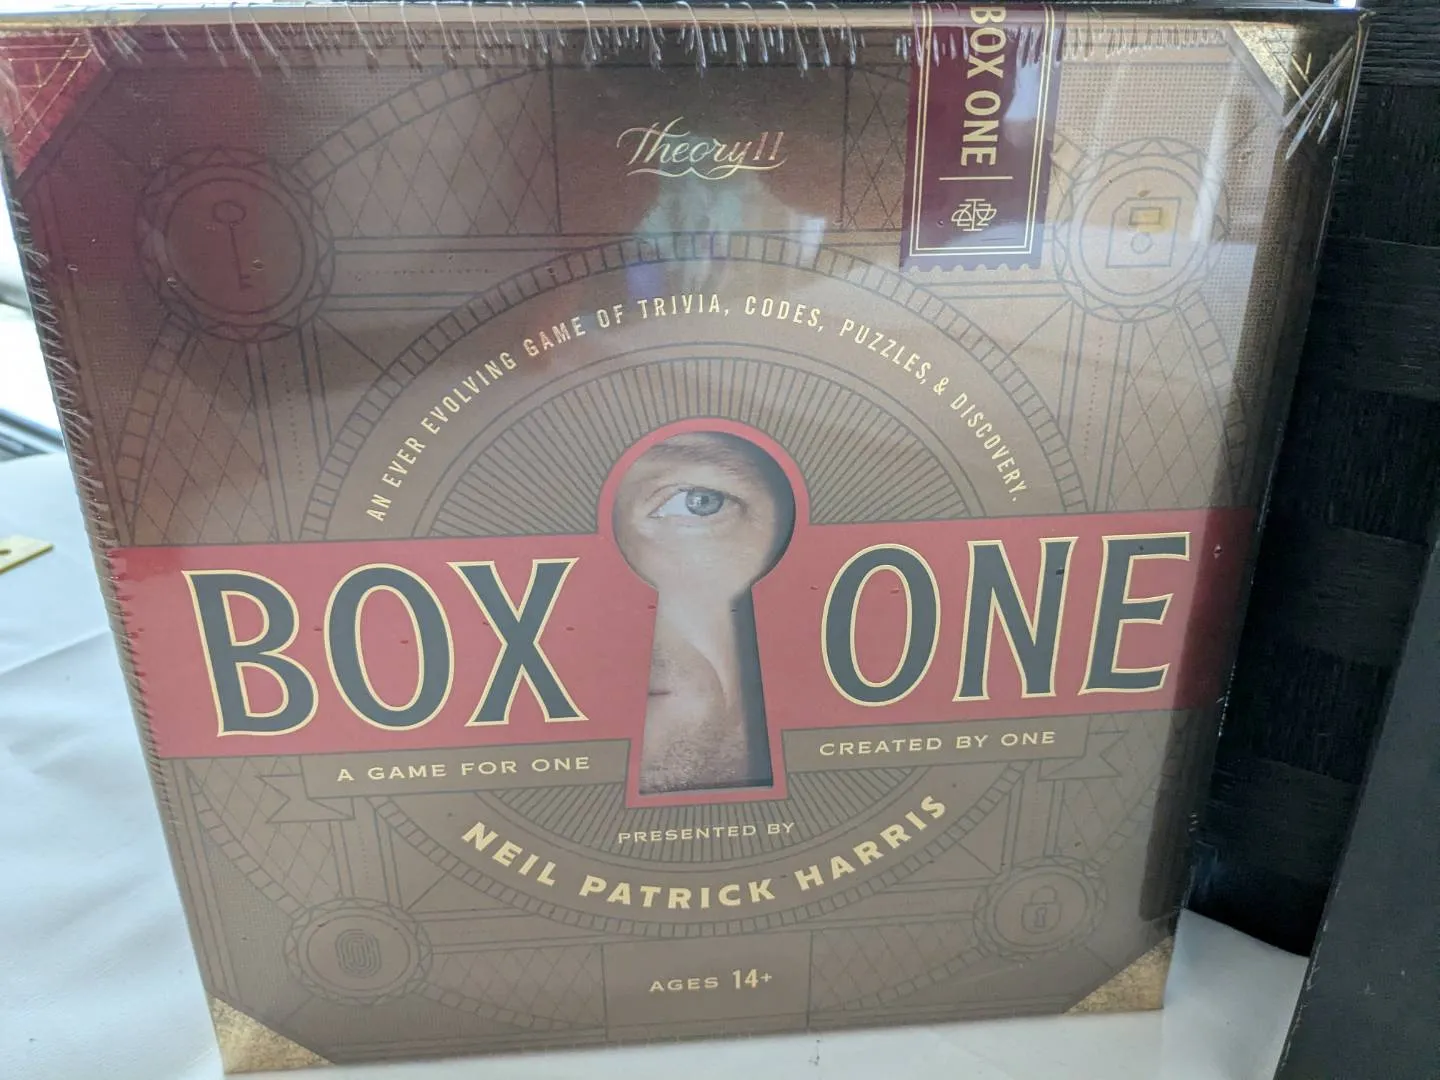 BOX ONE
Theory11
AN EVER EVOLVING GAME OF TRIVIA, CODES, PUZZLES, & DISCOVERY.
BOX ONE
A GAME FOR ONE
CREATED BY ONE
PRESENTED BY
NEIL PATRICK HARRIS
AGES 14+